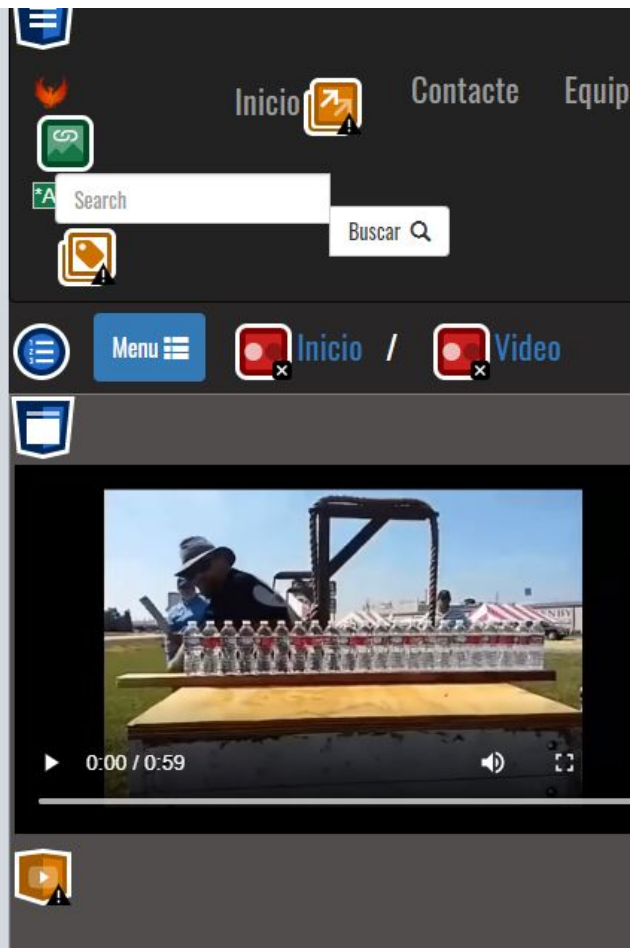 Inicio Contacte Equip
*A Search
Buscar
Menu Inicio / Video
0:00 / 0:59